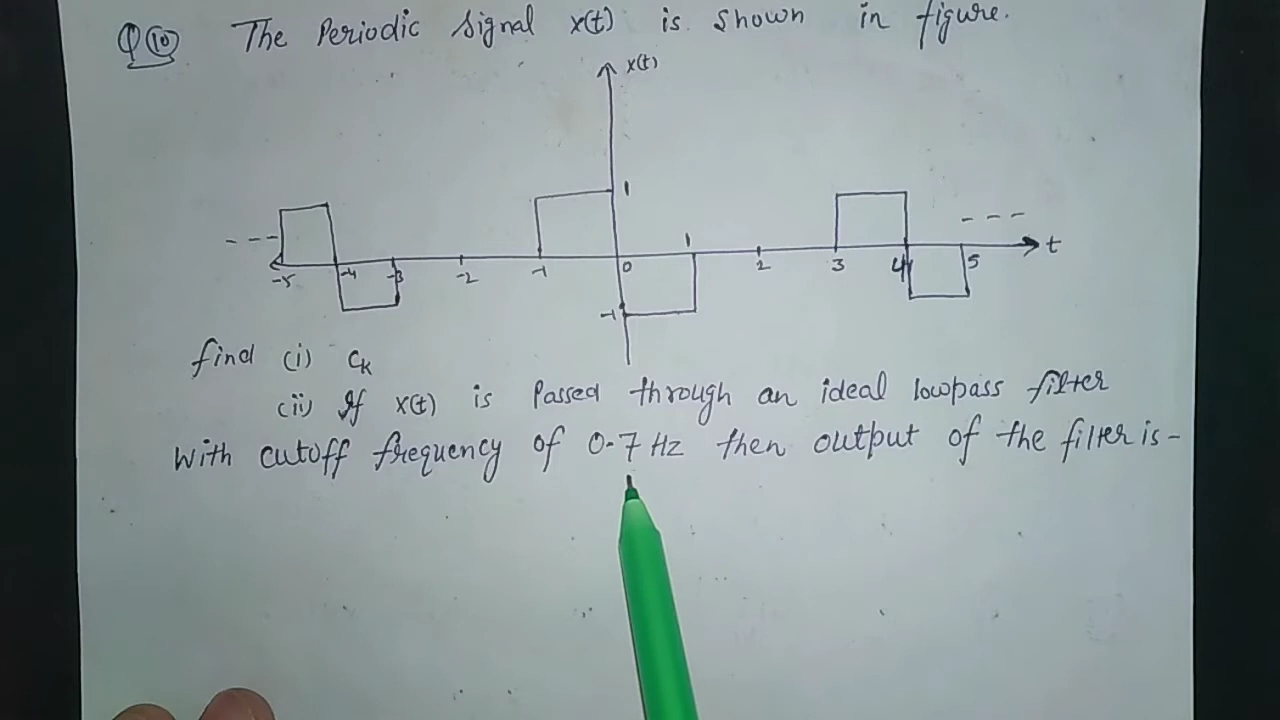 Q10 The Periodic Signal x(t) is shown in figure.
x(t)
1
1
-5 -4 -3 -2 -1 0 2 3 4 5 t
-1
find (i) CK
(ii) If x(t) is Passed through an ideal lowpass filter
with cutoff frequency of 0.7 Hz then output of the filter is -